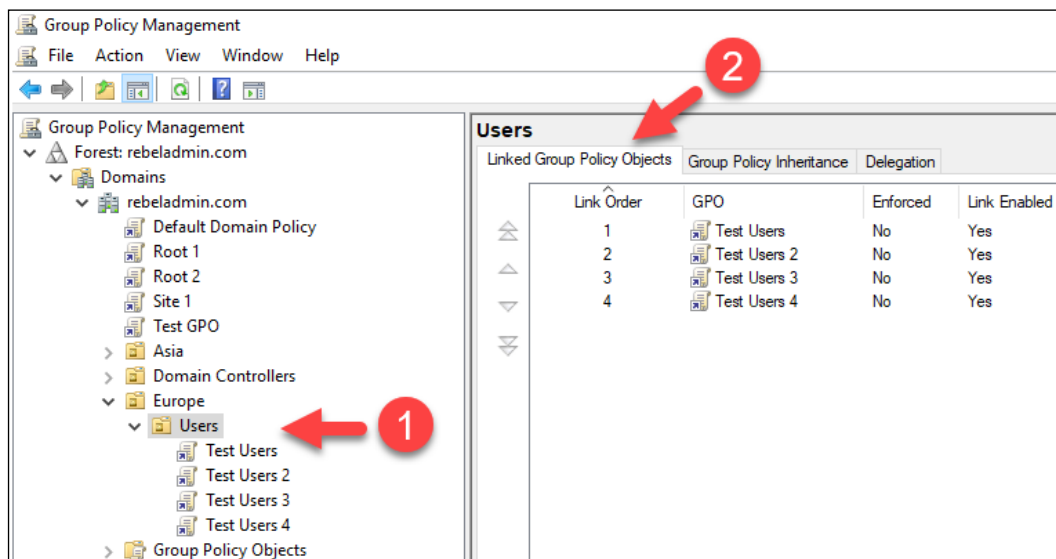 Group Policy Management
File Action View Window Help
2
Group Policy Management
Forest: rebeladmin.com
Domains
rebeladmin.com
Default Domain Policy
Root 1
Root 2
Site 1
Test GPO
Asia
Domain Controllers
Europe
Users
1
Test Users
Test Users 2
Test Users 3
Test Users 4
Group Policy Objects
Users
Linked Group Policy Objects Group Policy Inheritance Delegation
Link Order GPO Enforced Link Enabled
1 Test Users No Yes
2 Test Users 2 No Yes
3 Test Users 3 No Yes
4 Test Users 4 No Yes